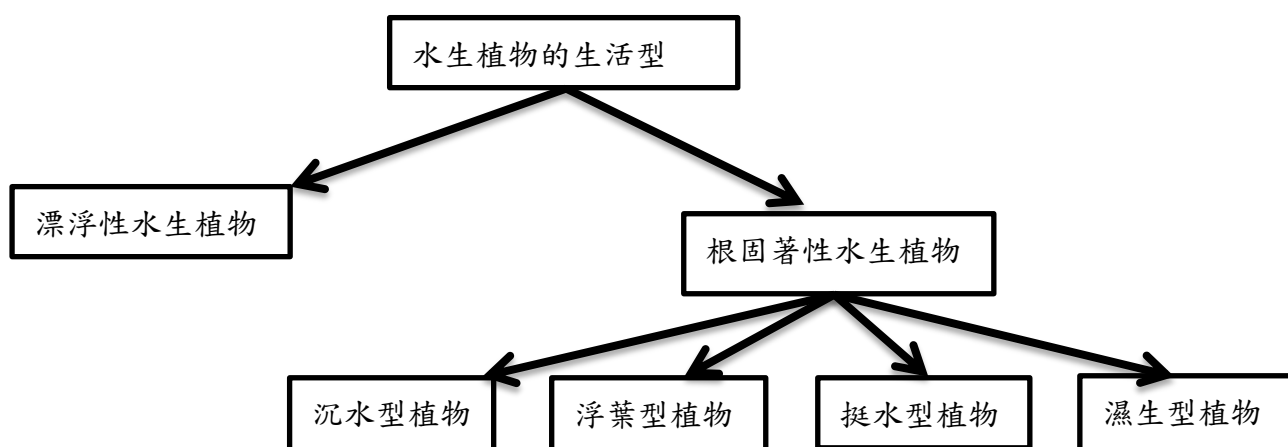 水生植物的生活型
漂浮性水生植物
根固著性水生植物
沉水型植物
浮葉型植物
挺水型植物
濕生型植物